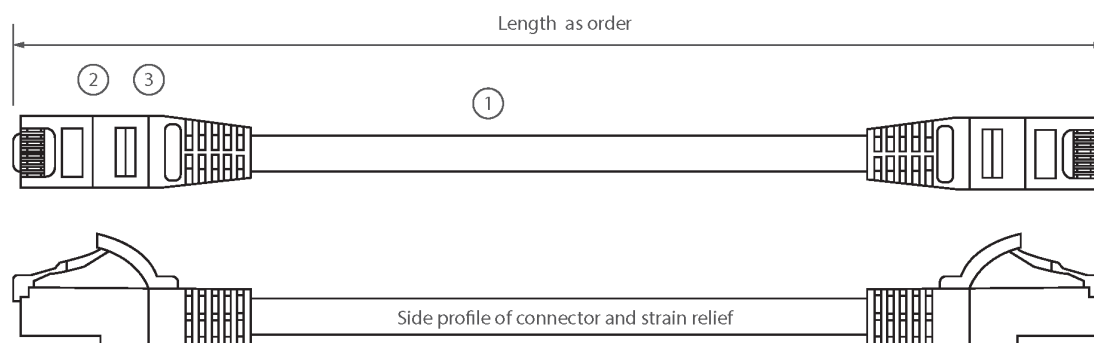 Length as order
2 3
1
Side profile of connector and strain relief